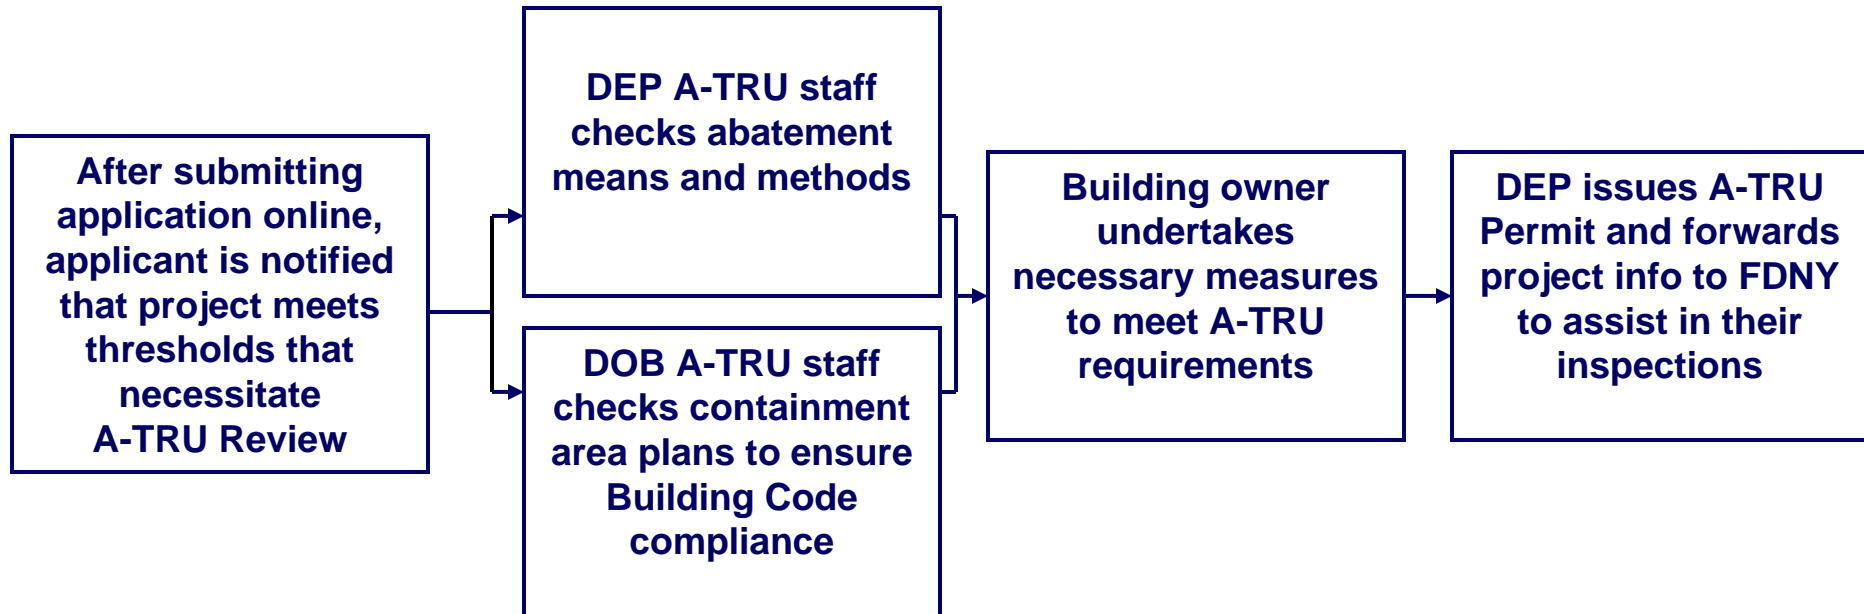 After submitting
application online,
applicant is notified
that project meets
thresholds that
necessitate
A-TRU Review
DEP A-TRU staff
checks abatement
means and methods
DOB A-TRU staff
checks containment
area plans to ensure
Building Code
compliance
Building owner
undertakes
necessary measures
to meet A-TRU
requirements
DEP issues A-TRU
Permit and forwards
project info to FDNY
to assist in their
inspections